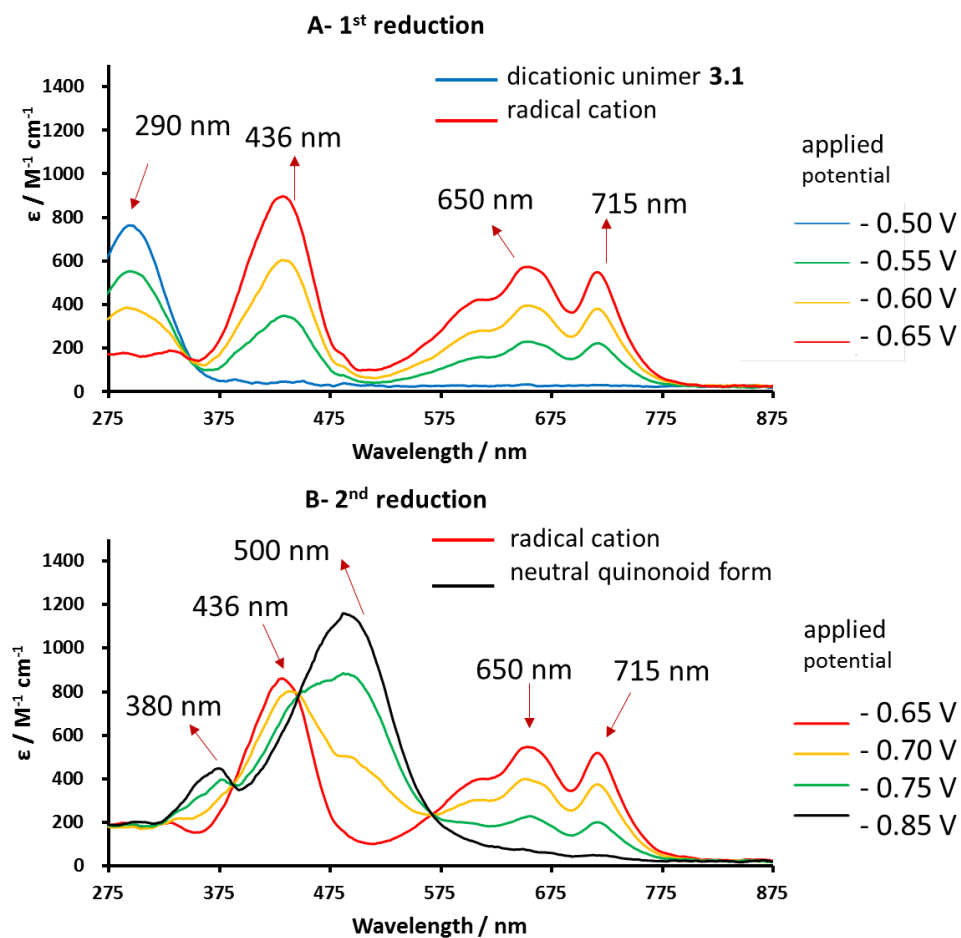 A- 1st reduction
dicationic unimer 3.1
radical cation
290 nm
436 nm
650 nm
715 nm
applied
potential
- 0.50 V
- 0.55 V
- 0.60 V
- 0.65 V
ε / M-1 cm-1
1400
1200
1000
800
600
400
200
0
275 375 475 575 675 775 875
Wavelength / nm
B- 2nd reduction
radical cation
neutral quinonoid form
500 nm
436 nm
380 nm
650 nm
715 nm
applied
potential
- 0.65 V
- 0.70 V
- 0.75 V
- 0.85 V
ε / M-1 cm-1
1400
1200
1000
800
600
400
200
0
275 375 475 575 675 775 875
Wavelength / nm